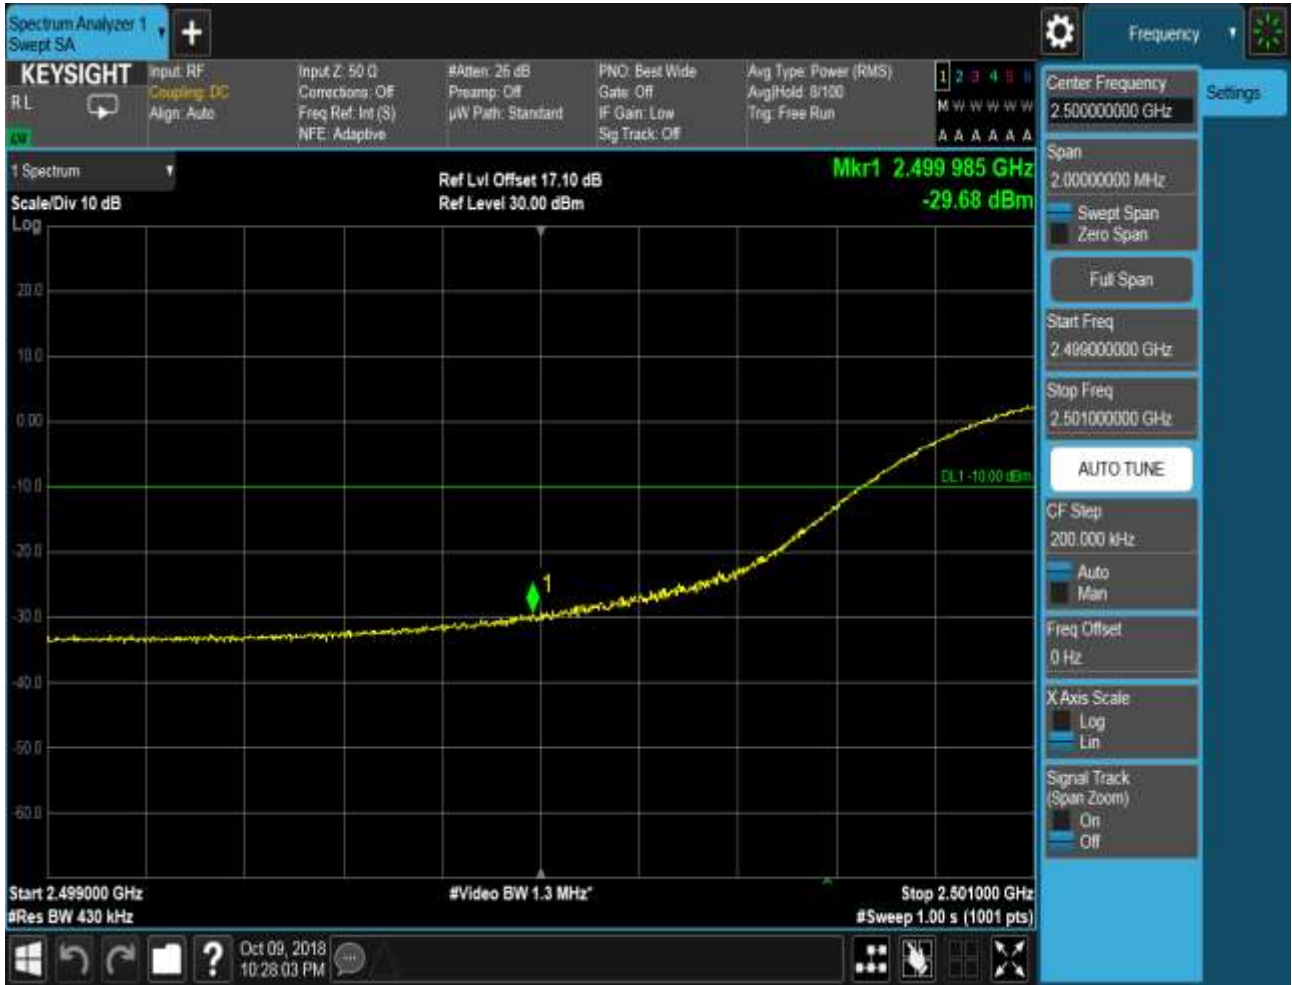 Spectrum Analyzer 1
Swept SA
Frequency
KEYSIGHT
R L
Input: RF
Coupling: DC
Align: Auto
Input Z: 50 Ω
Corrections: Off
Freq Ref: Int (S)
NFE: Adaptive
#Atten: 26 dB
Preamp: Off
µW Path: Standard
PNO: Best Wide
Gate: Off
IF Gain: Low
Sig Track: Off
Avg Type: Power (RMS)
Avg|Hold: 8/100
Trig: Free Run
1 2 3 4 5 6
M W W W W W
A A A A A A
1 Spectrum
Scale/Div 10 dB
Log
Ref Lvl Offset 17.10 dB
Ref Level 30.00 dBm
Mkr1 2.499 985 GHz
-29.68 dBm
20.0
10.0
0.00
-10.0
-20.0
-30.0
-40.0
-50.0
-60.0
DL1 -10.00 dBm
1
Start 2.499000 GHz
#Res BW 430 kHz
#Video BW 1.3 MHz*
Stop 2.501000 GHz
#Sweep 1.00 s (1001 pts)
Oct 09, 2018
10:28:03 PM
Center Frequency
2.500000000 GHz
Settings
Span
2.00000000 MHz
Swept Span
Zero Span
Full Span
Start Freq
2.499000000 GHz
Stop Freq
2.501000000 GHz
AUTO TUNE
CF Step
200.000 kHz
Auto
Man
Freq Offset
0 Hz
X Axis Scale
Log
Lin
Signal Track
(Span Zoom)
On
Off